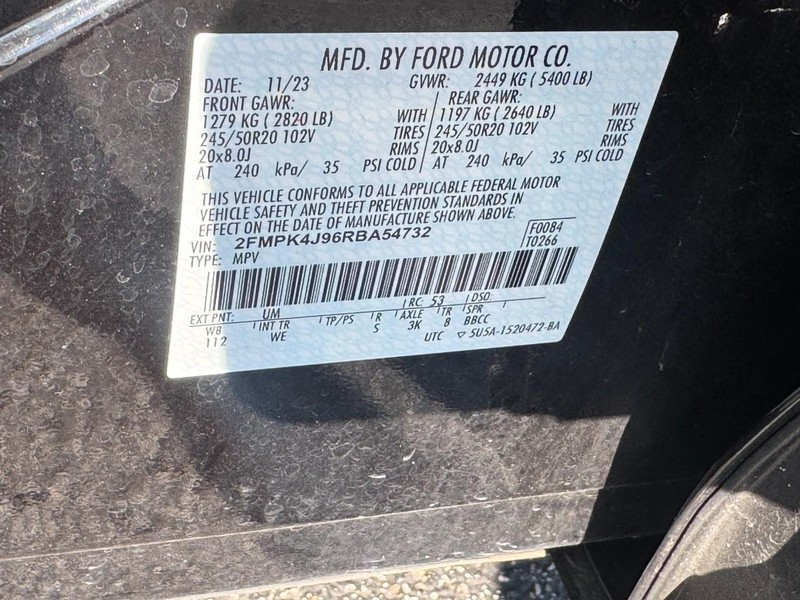 MFD. BY FORD MOTOR CO.
DATE: 11/23 GVWR: 2449 KG ( 5400 LB)
FRONT GAWR: REAR GAWR:
1279 KG ( 2820 LB) WITH 1197 KG ( 2640 LB) WITH
245/50R20 102V TIRES 245/50R20 102V TIRES
20x8.0J RIMS 20x8.0J RIMS
AT 240 kPa/ 35 PSI COLD AT 240 kPa/ 35 PSI COLD
THIS VEHICLE CONFORMS TO ALL APPLICABLE FEDERAL MOTOR
VEHICLE SAFETY AND THEFT PREVENTION STANDARDS IN
EFFECT ON THE DATE OF MANUFACTURE SHOWN ABOVE.
VIN: 2FMPK4J96RBA54732 F0084
TYPE: MPV T0266
EXT PNT: UM RC: 53 DSO:
WB INT TR TP/PS R AXLE TR SPR
112 WE S 3K 8 BBCC
UTC ▽ 5U5A-1520472-BA